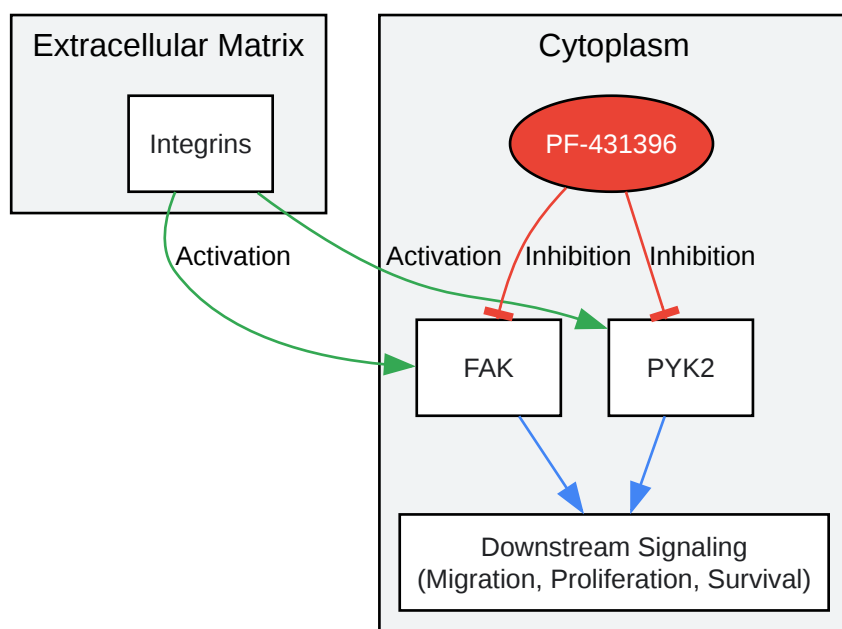 Extracellular Matrix
Cytoplasm
Integrins
PF-431396
Activation
Activation
Inhibition
Inhibition
FAK
PYK2
Downstream Signaling
(Migration, Proliferation, Survival)